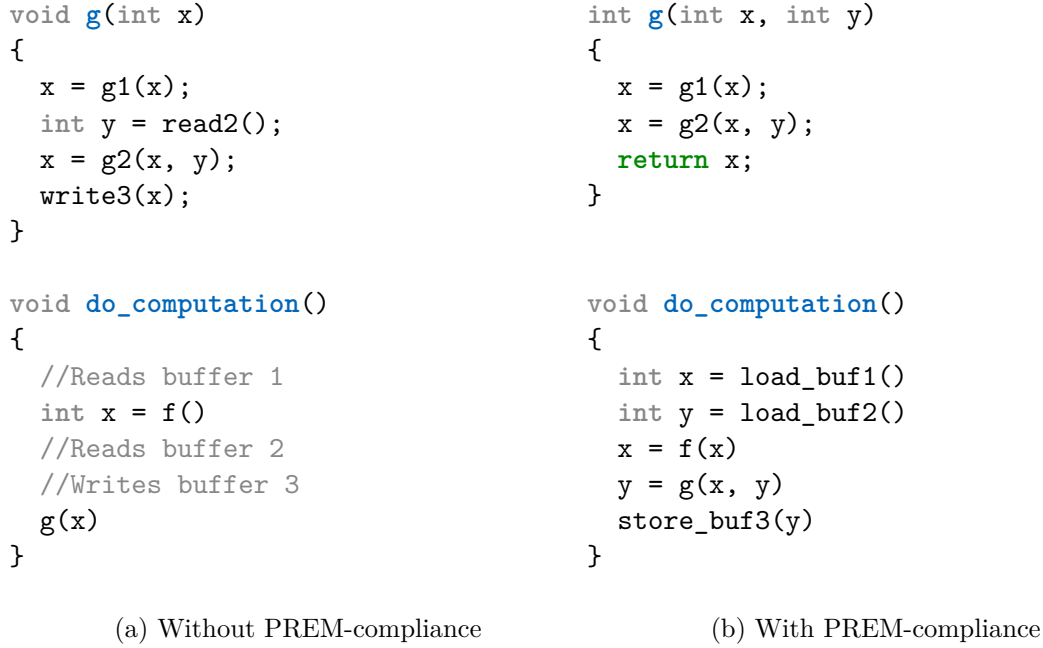 void g(int x)
{
  x = g1(x);
  int y = read2();
  x = g2(x, y);
  write3(x);
}
void do_computation()
{
  //Reads buffer 1
  int x = f()
  //Reads buffer 2
  //Writes buffer 3
  g(x)
}
(a) Without PREM-compliance
int g(int x, int y)
{
  x = g1(x);
  x = g2(x, y);
  return x;
}
void do_computation()
{
  int x = load_buf1()
  int y = load_buf2()
  x = f(x)
  y = g(x, y)
  store_buf3(y)
}
(b) With PREM-compliance